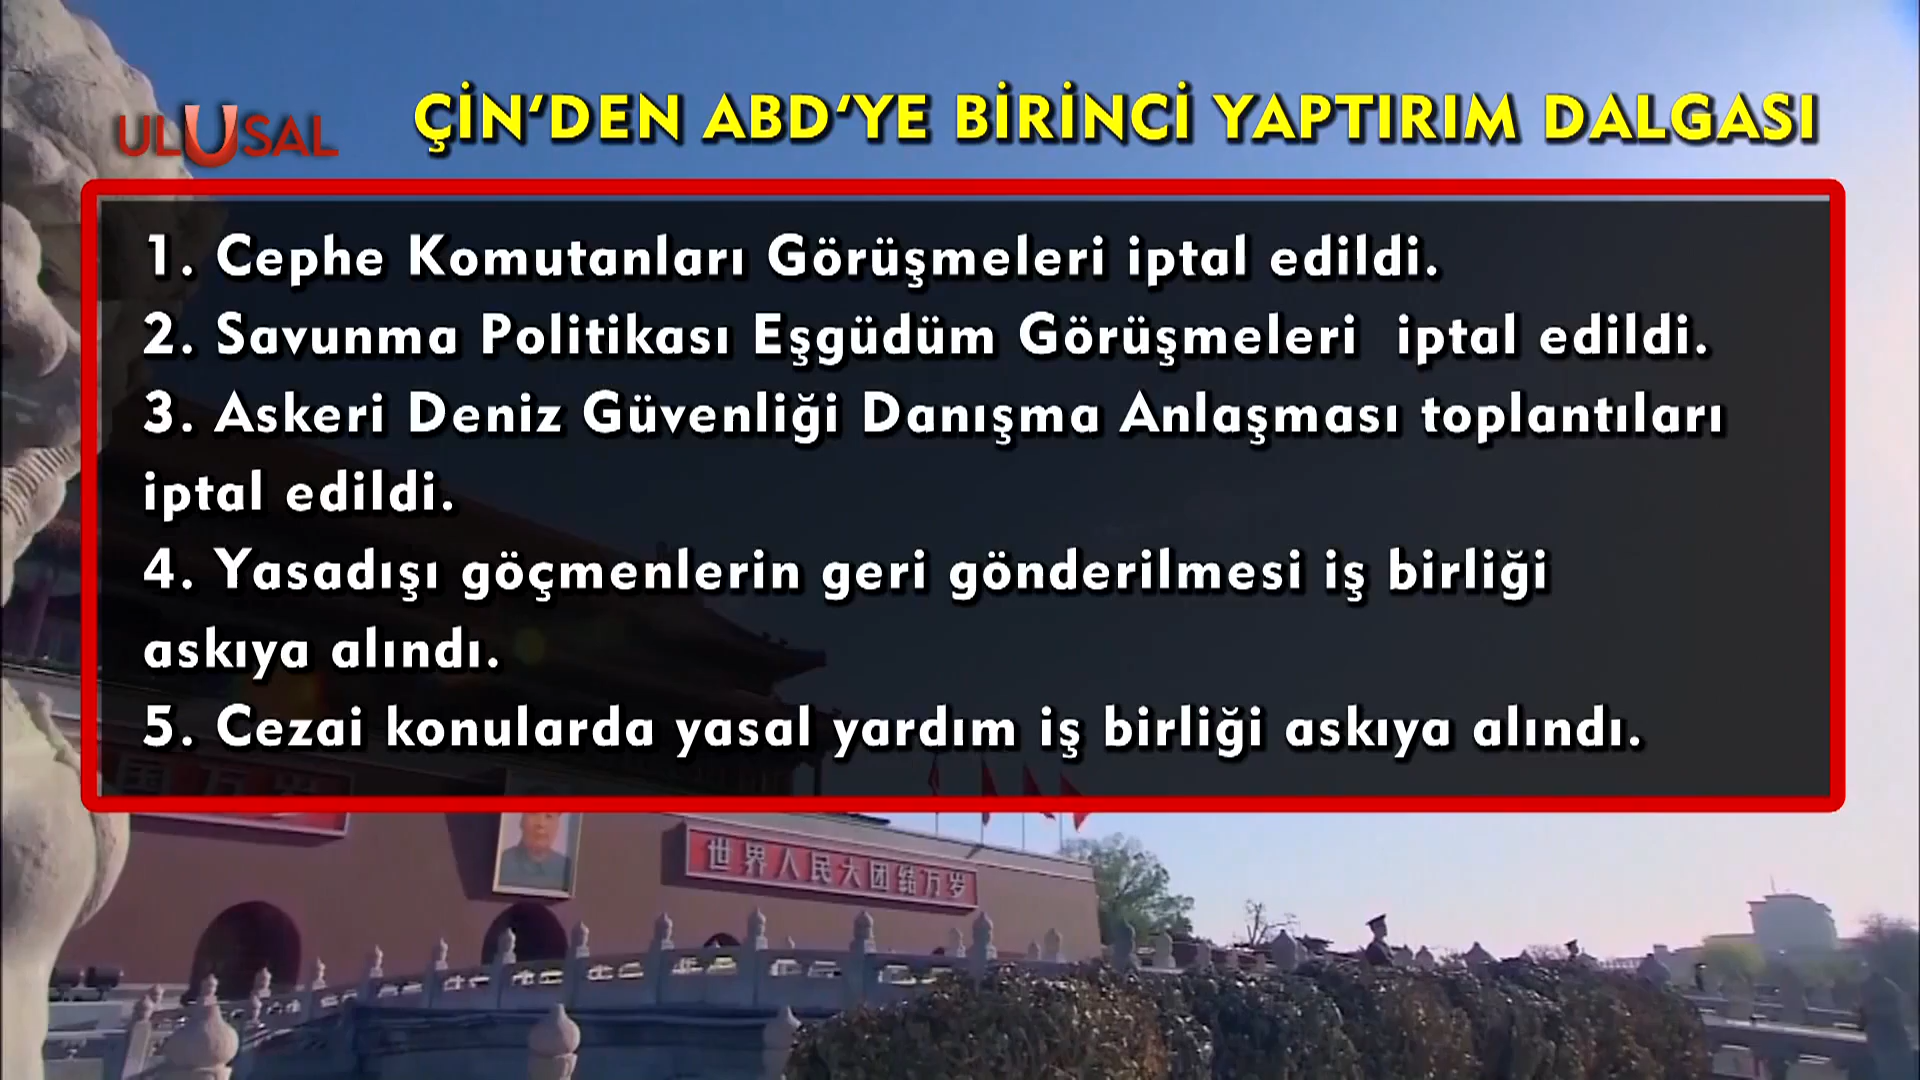 ULUSAL
ÇİN'DEN ABD'YE BİRİNCİ YAPTIRIM DALGASI
1. Cephe Komutanları Görüşmeleri iptal edildi.
2. Savunma Politikası Eşgüdüm Görüşmeleri iptal edildi.
3. Askeri Deniz Güvenliği Danışma Anlaşması toplantıları
iptal edildi.
4. Yasadışı göçmenlerin geri gönderilmesi iş birliği
askıya alındı.
5. Cezai konularda yasal yardım iş birliği askıya alındı.
国万岁
世界人民大团结万岁